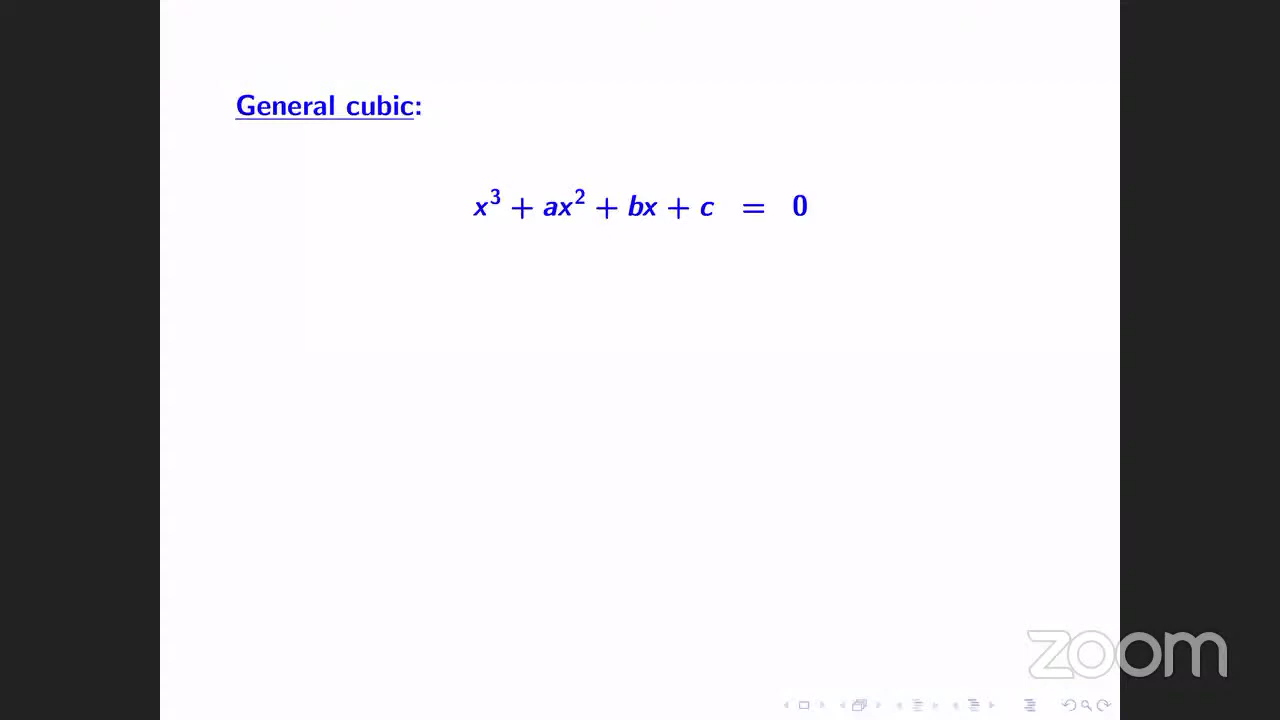 General cubic:
x³ + ax² + bx + c = 0
zoom